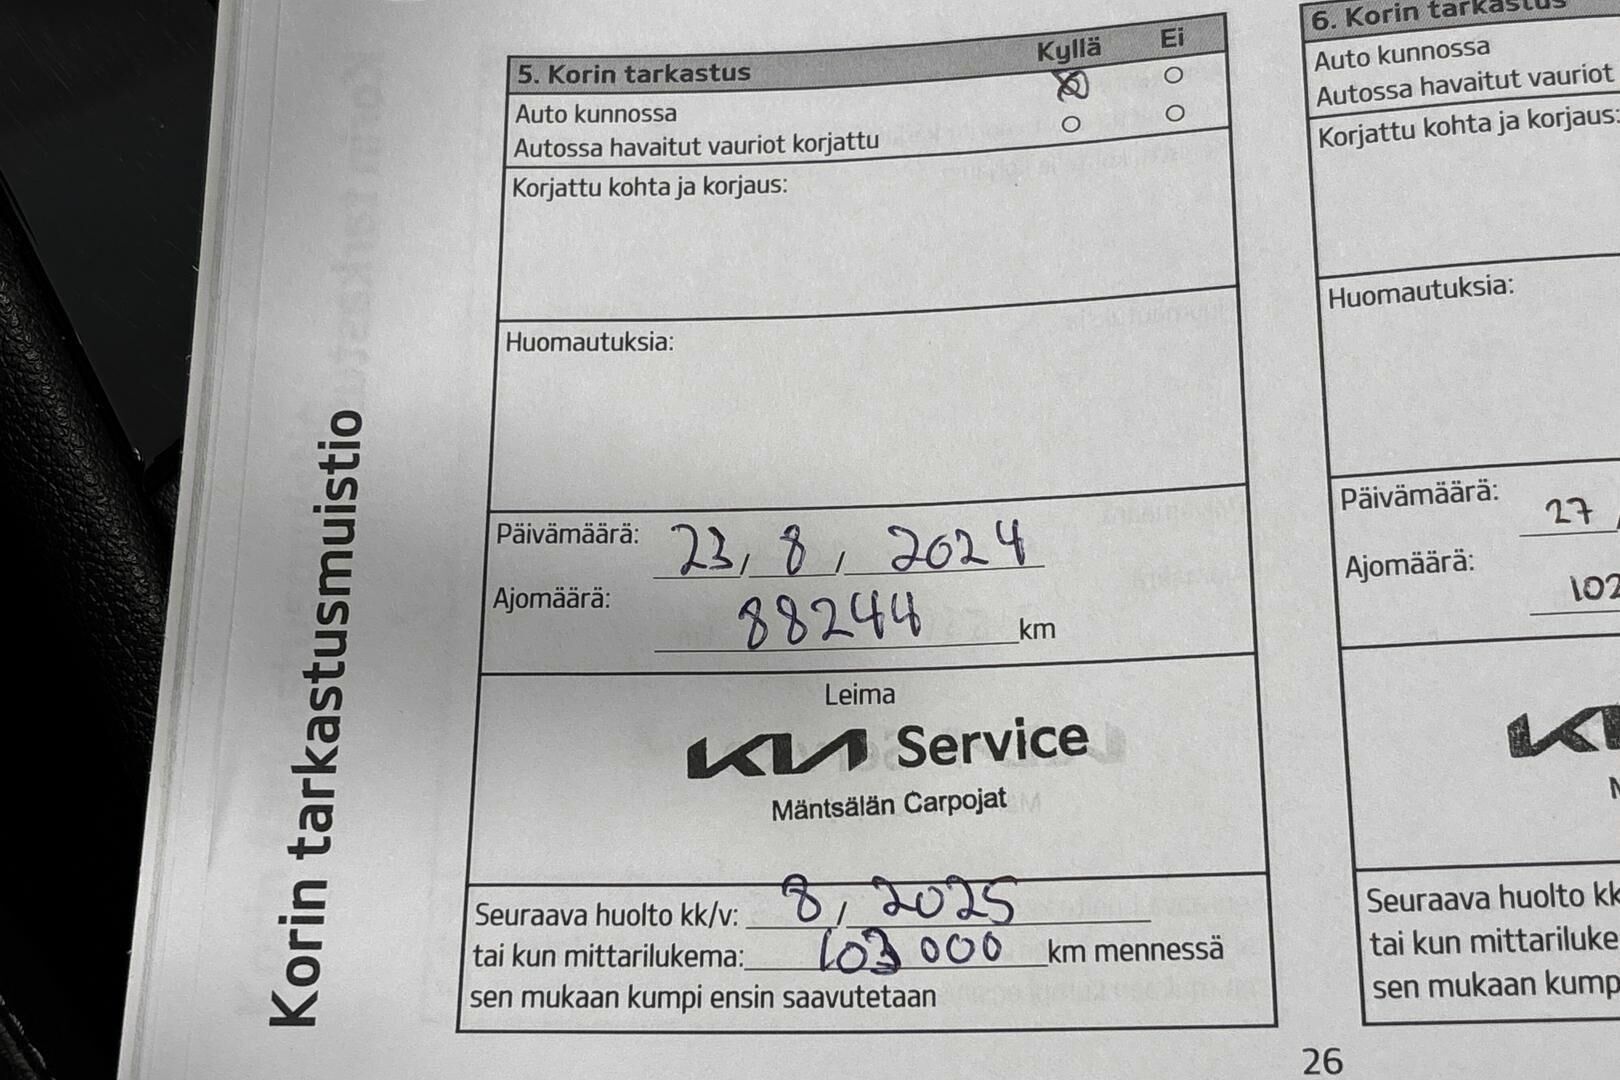 Korin tarkastusmuistio
5. Korin tarkastus Kyllä Ei
Auto kunnossa
Autossa havaitut vauriot korjattu
Korjattu kohta ja korjaus:
Huomautuksia:
Päivämäärä: 23, 8, 2024
Ajomäärä: 88244 km
Leima
KIA Service
Mäntsälän Carpojat
Seuraava huolto kk/v: 8, 2025
tai kun mittarilukema: 103 000 km mennessä
sen mukaan kumpi ensin saavutetaan
6. Korin tarkastus
Auto kunnossa
Autossa havaitut vauriot
Korjattu kohta ja korjaus:
Huomautuksia:
Päivämäärä: 27
Ajomäärä: 102
Seuraava huolto kk
tai kun mittariluke
sen mukaan kump
26